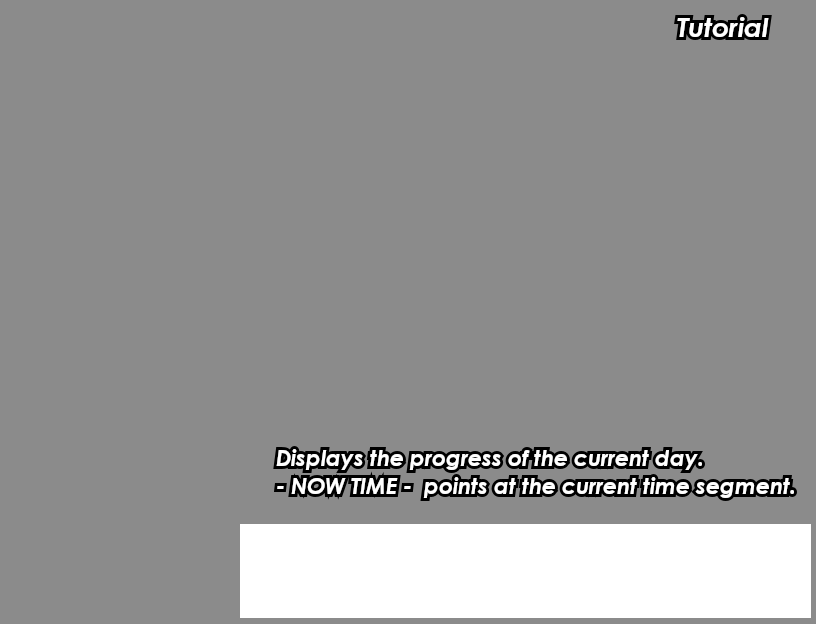 Tutorial
Displays the progress of the current day.
- NOW TIME -  points at the current time segment.